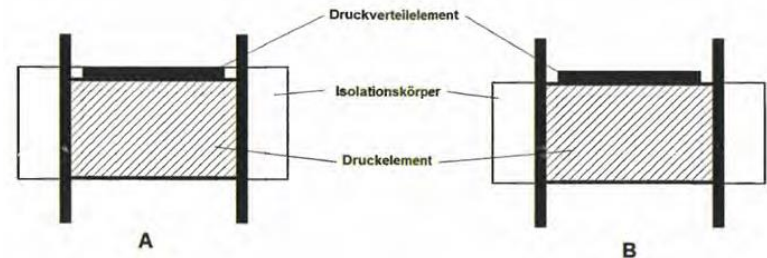 Druckverteilelement
Isolationskörper
Druckelement
A
B